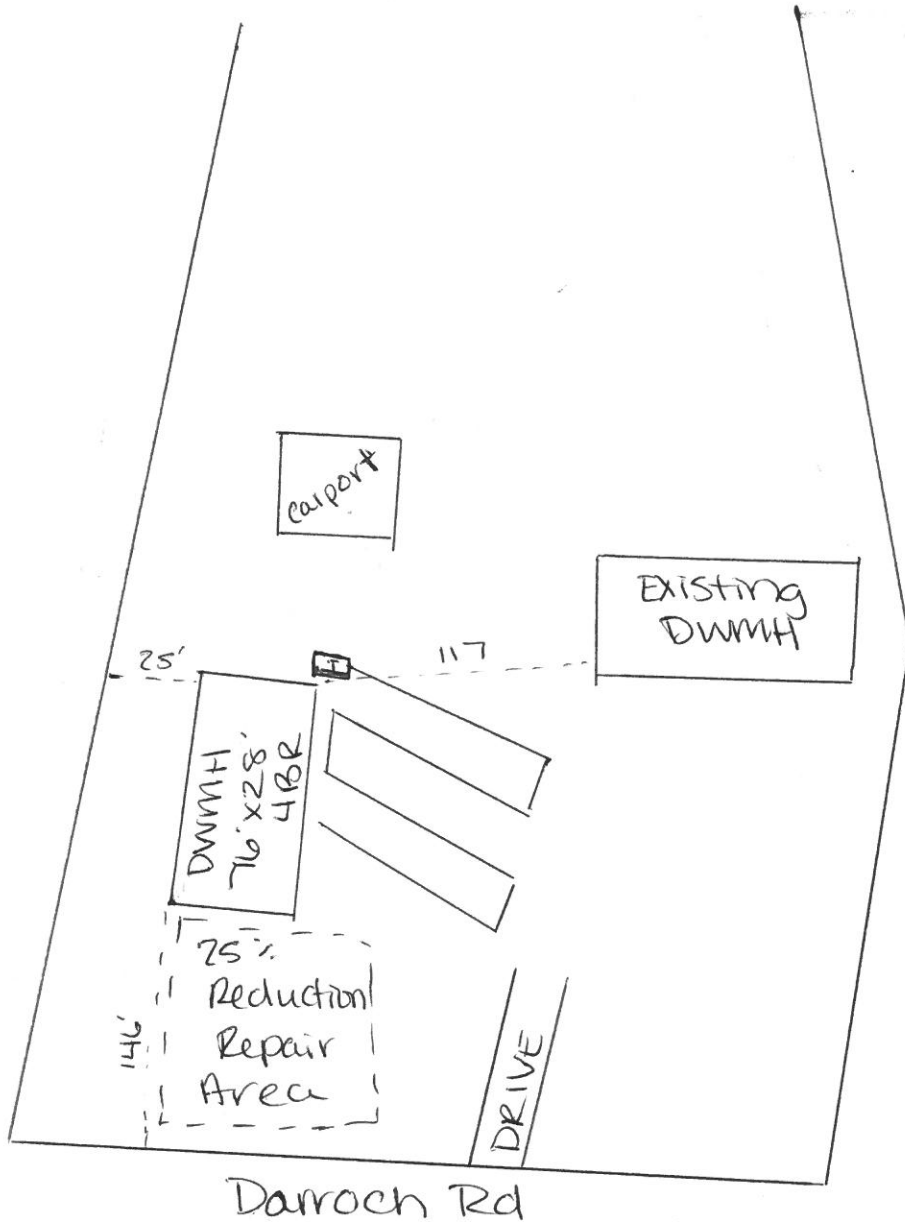 carport
Existing
DWMH
25'
117
T
DWMH
76'x28'
4BR
25%
Reduction
Repair
Area
146'
DRIVE
Darroch Rd